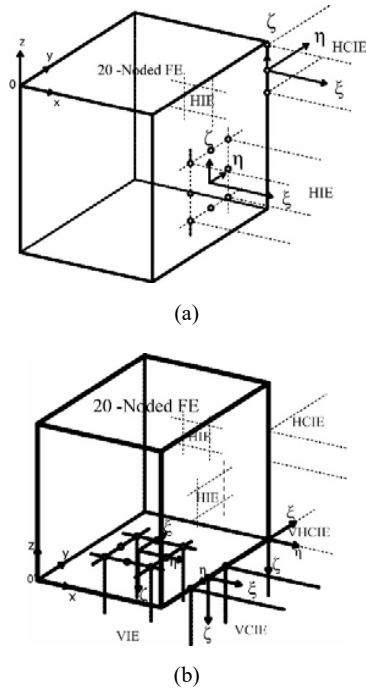 ζ
η
HCIE
ξ
z
y
0
x
20 -Noded FE
HIE
ζ
η
ξ
HIE
(a)
20 -Noded FE
HIE
HCIE
HIE
ξ
VHCIE
η
ζ
z
y
0
x
ξ
η
ζ
η
ξ
ζ
VIE
VCIE
(b)